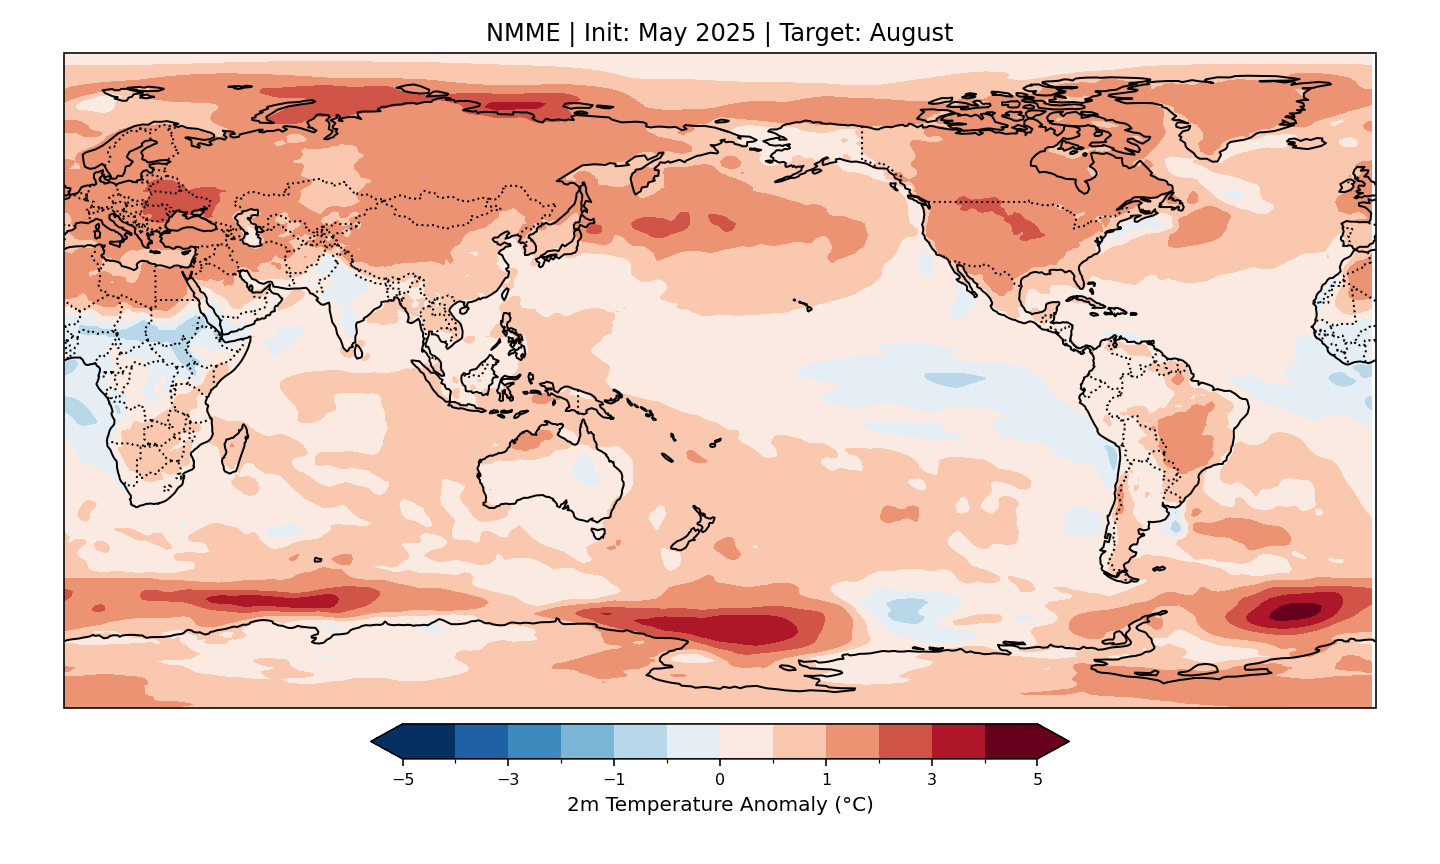 NMME | Init: May 2025 | Target: August
−5 −3 −1 0 1 3 5
2m Temperature Anomaly (°C)